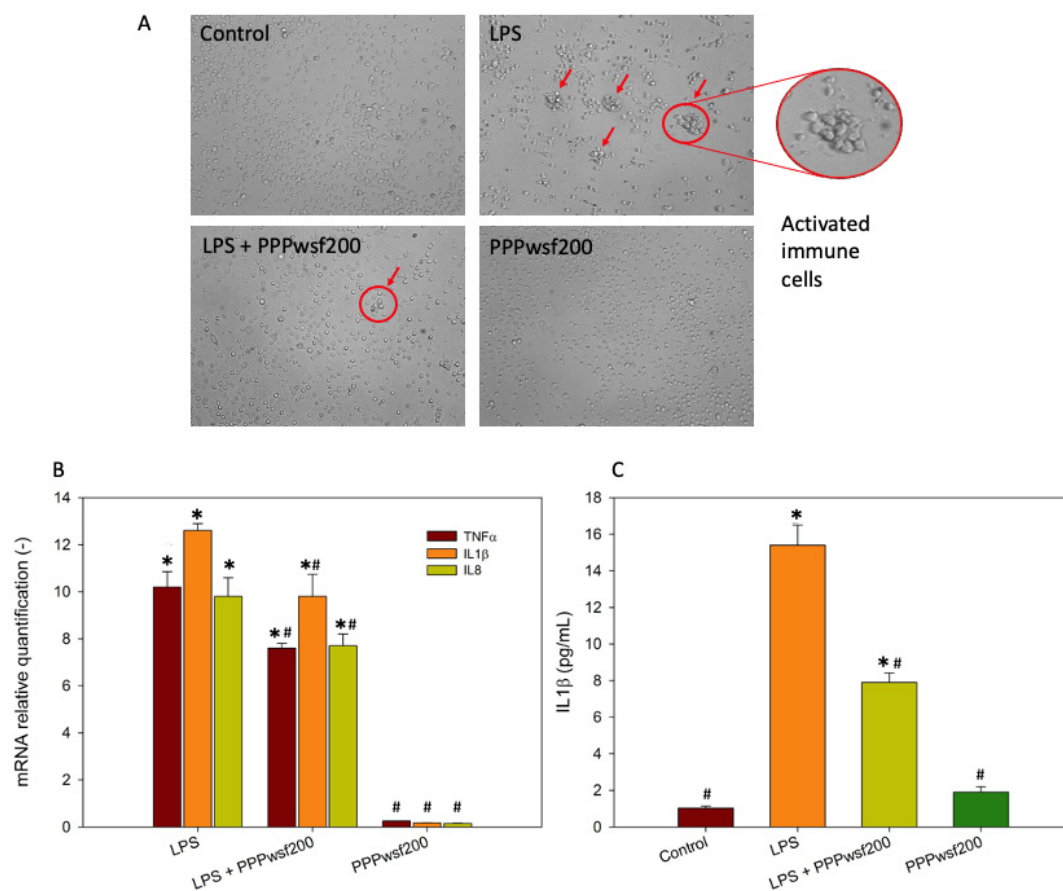 A
Control
LPS
LPS + PPPwsf200
PPPwsf200
Activated
immune
cells
B
mRNA relative quantification (-)
14
12
10
8
6
4
2
0
*
*
*
* #
*#
*#
#
#
#
TNFα
IL1β
IL8
LPS
LPS + PPPwsf200
PPPwsf200
C
IL1β (pg/mL)
18
16
14
12
10
8
6
4
2
0
#
*
*#
#
Control
LPS
LPS + PPPwsf200
PPPwsf200